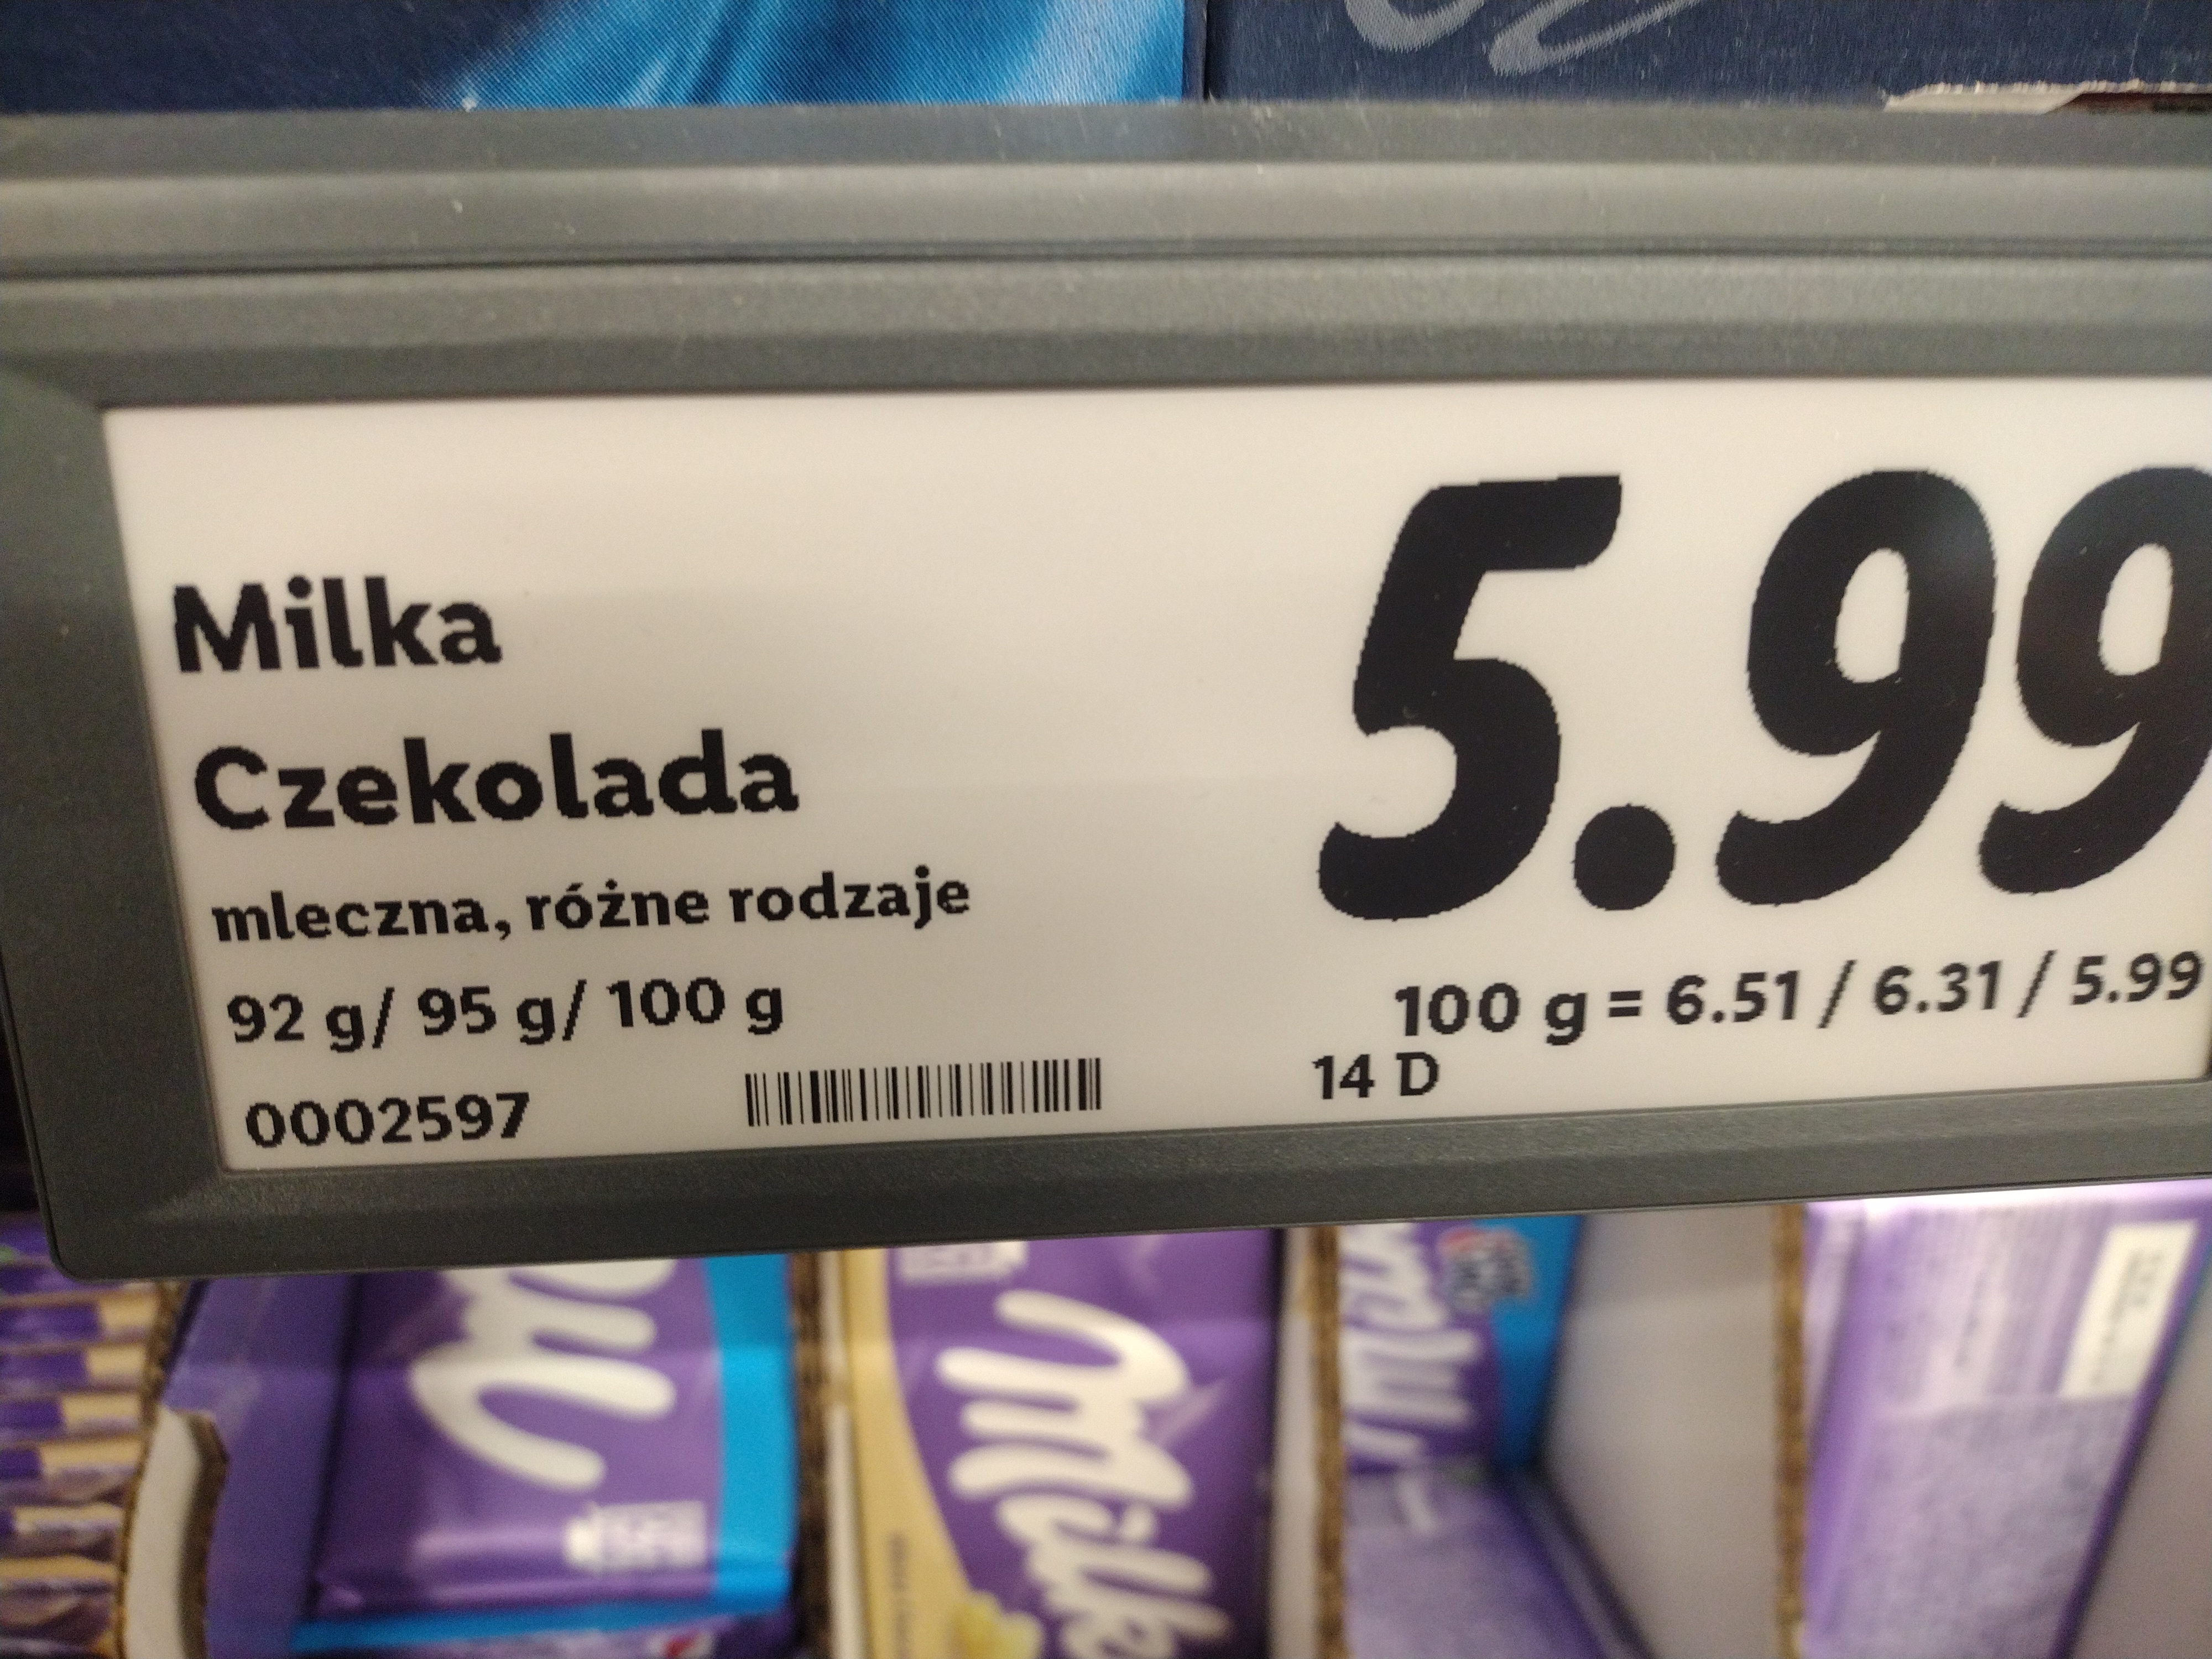 Milka
Czekolada
mleczna, różne rodzaje
92 g/ 95 g/ 100 g
0002597
5.99
100 g = 6.51 / 6.31 / 5.99
14 D
Milka